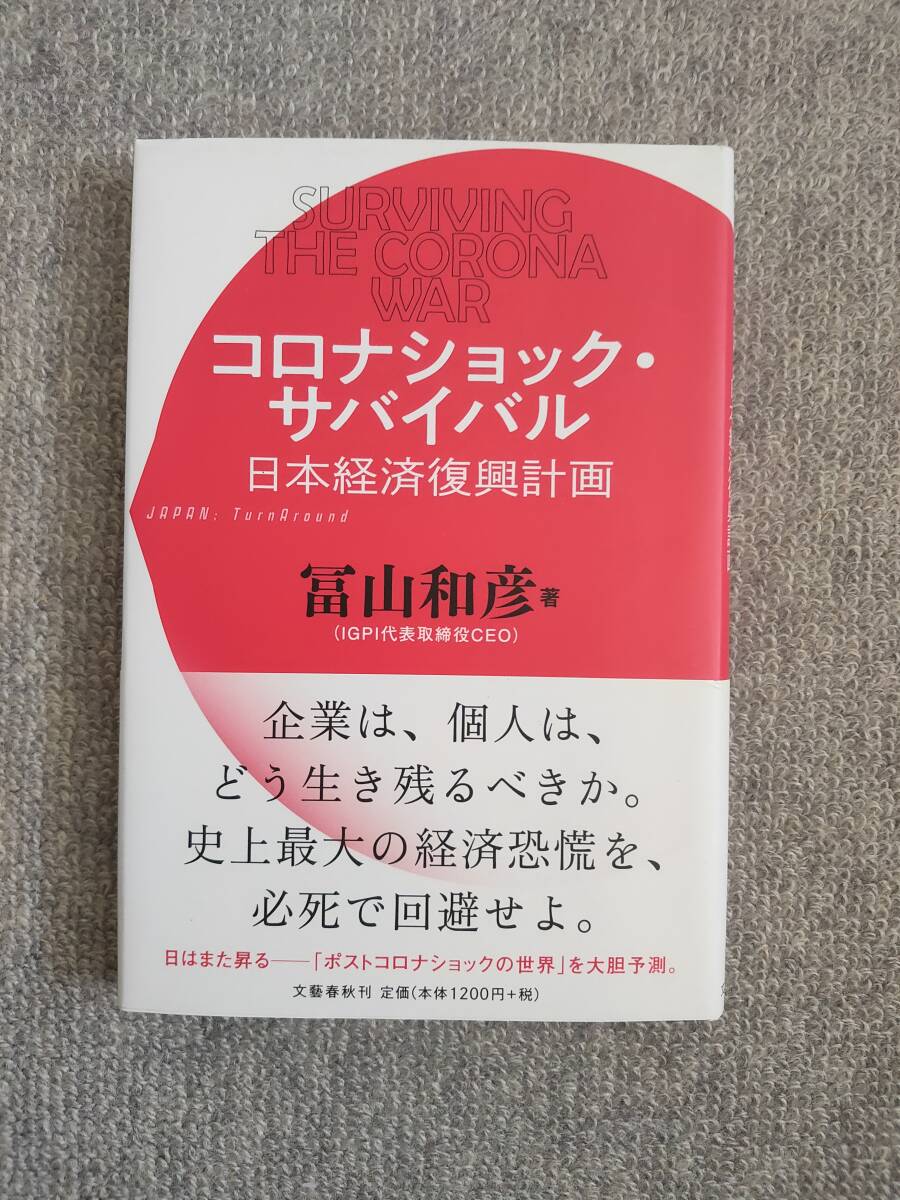 SURVIVING
THE CORONA
WAR
コロナショック・
サバイバル
日本経済復興計画
JAPAN: TurnAround
冨山和彦 著
(IGPI代表取締役CEO)
企業は、個人は、
どう生き残るべきか。
史上最大の経済恐慌を、
必死で回避せよ。
日はまた昇る——「ポストコロナショックの世界」を大胆予測。
文藝春秋刊 定価(本体1200円+税)